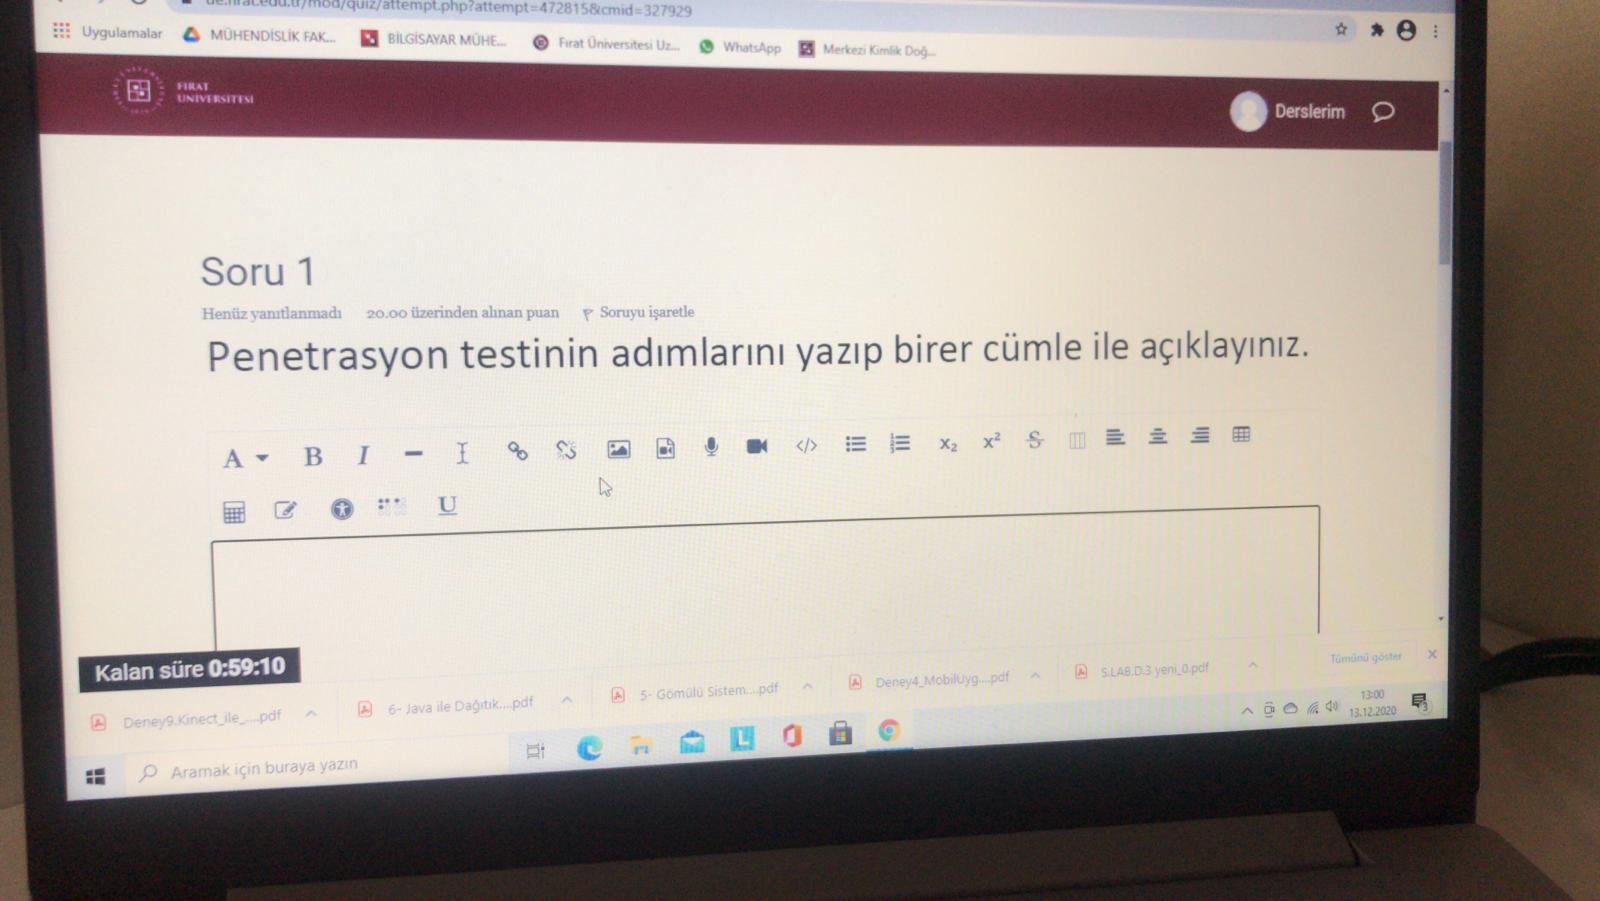 de.firat.edu.tr/mod/quiz/attempt.php?attempt=472815&cmid=327929
Uygulamalar MÜHENDİSLİK FAK... BİLGİSAYAR MÜHE... Fırat Üniversitesi Uz... WhatsApp Merkezi Kimlik Doğ...
FIRAT
ÜNİVERSİTESİ
Derslerim
Soru 1
Henüz yanıtlanmadı 20.00 üzerinden alınan puan Soruyu işaretle
Penetrasyon testinin adımlarını yazıp birer cümle ile açıklayınız.
Kalan süre 0:59:10
Deney9.Kinect_ile_....pdf 6- Java ile Dağıtık....pdf 5- Gömülü Sistem....pdf Deney4_MobilUyg....pdf S.LAB.D.3 yeni_0.pdf Tümünü göster
Aramak için buraya yazın
13:00
13.12.2020
3